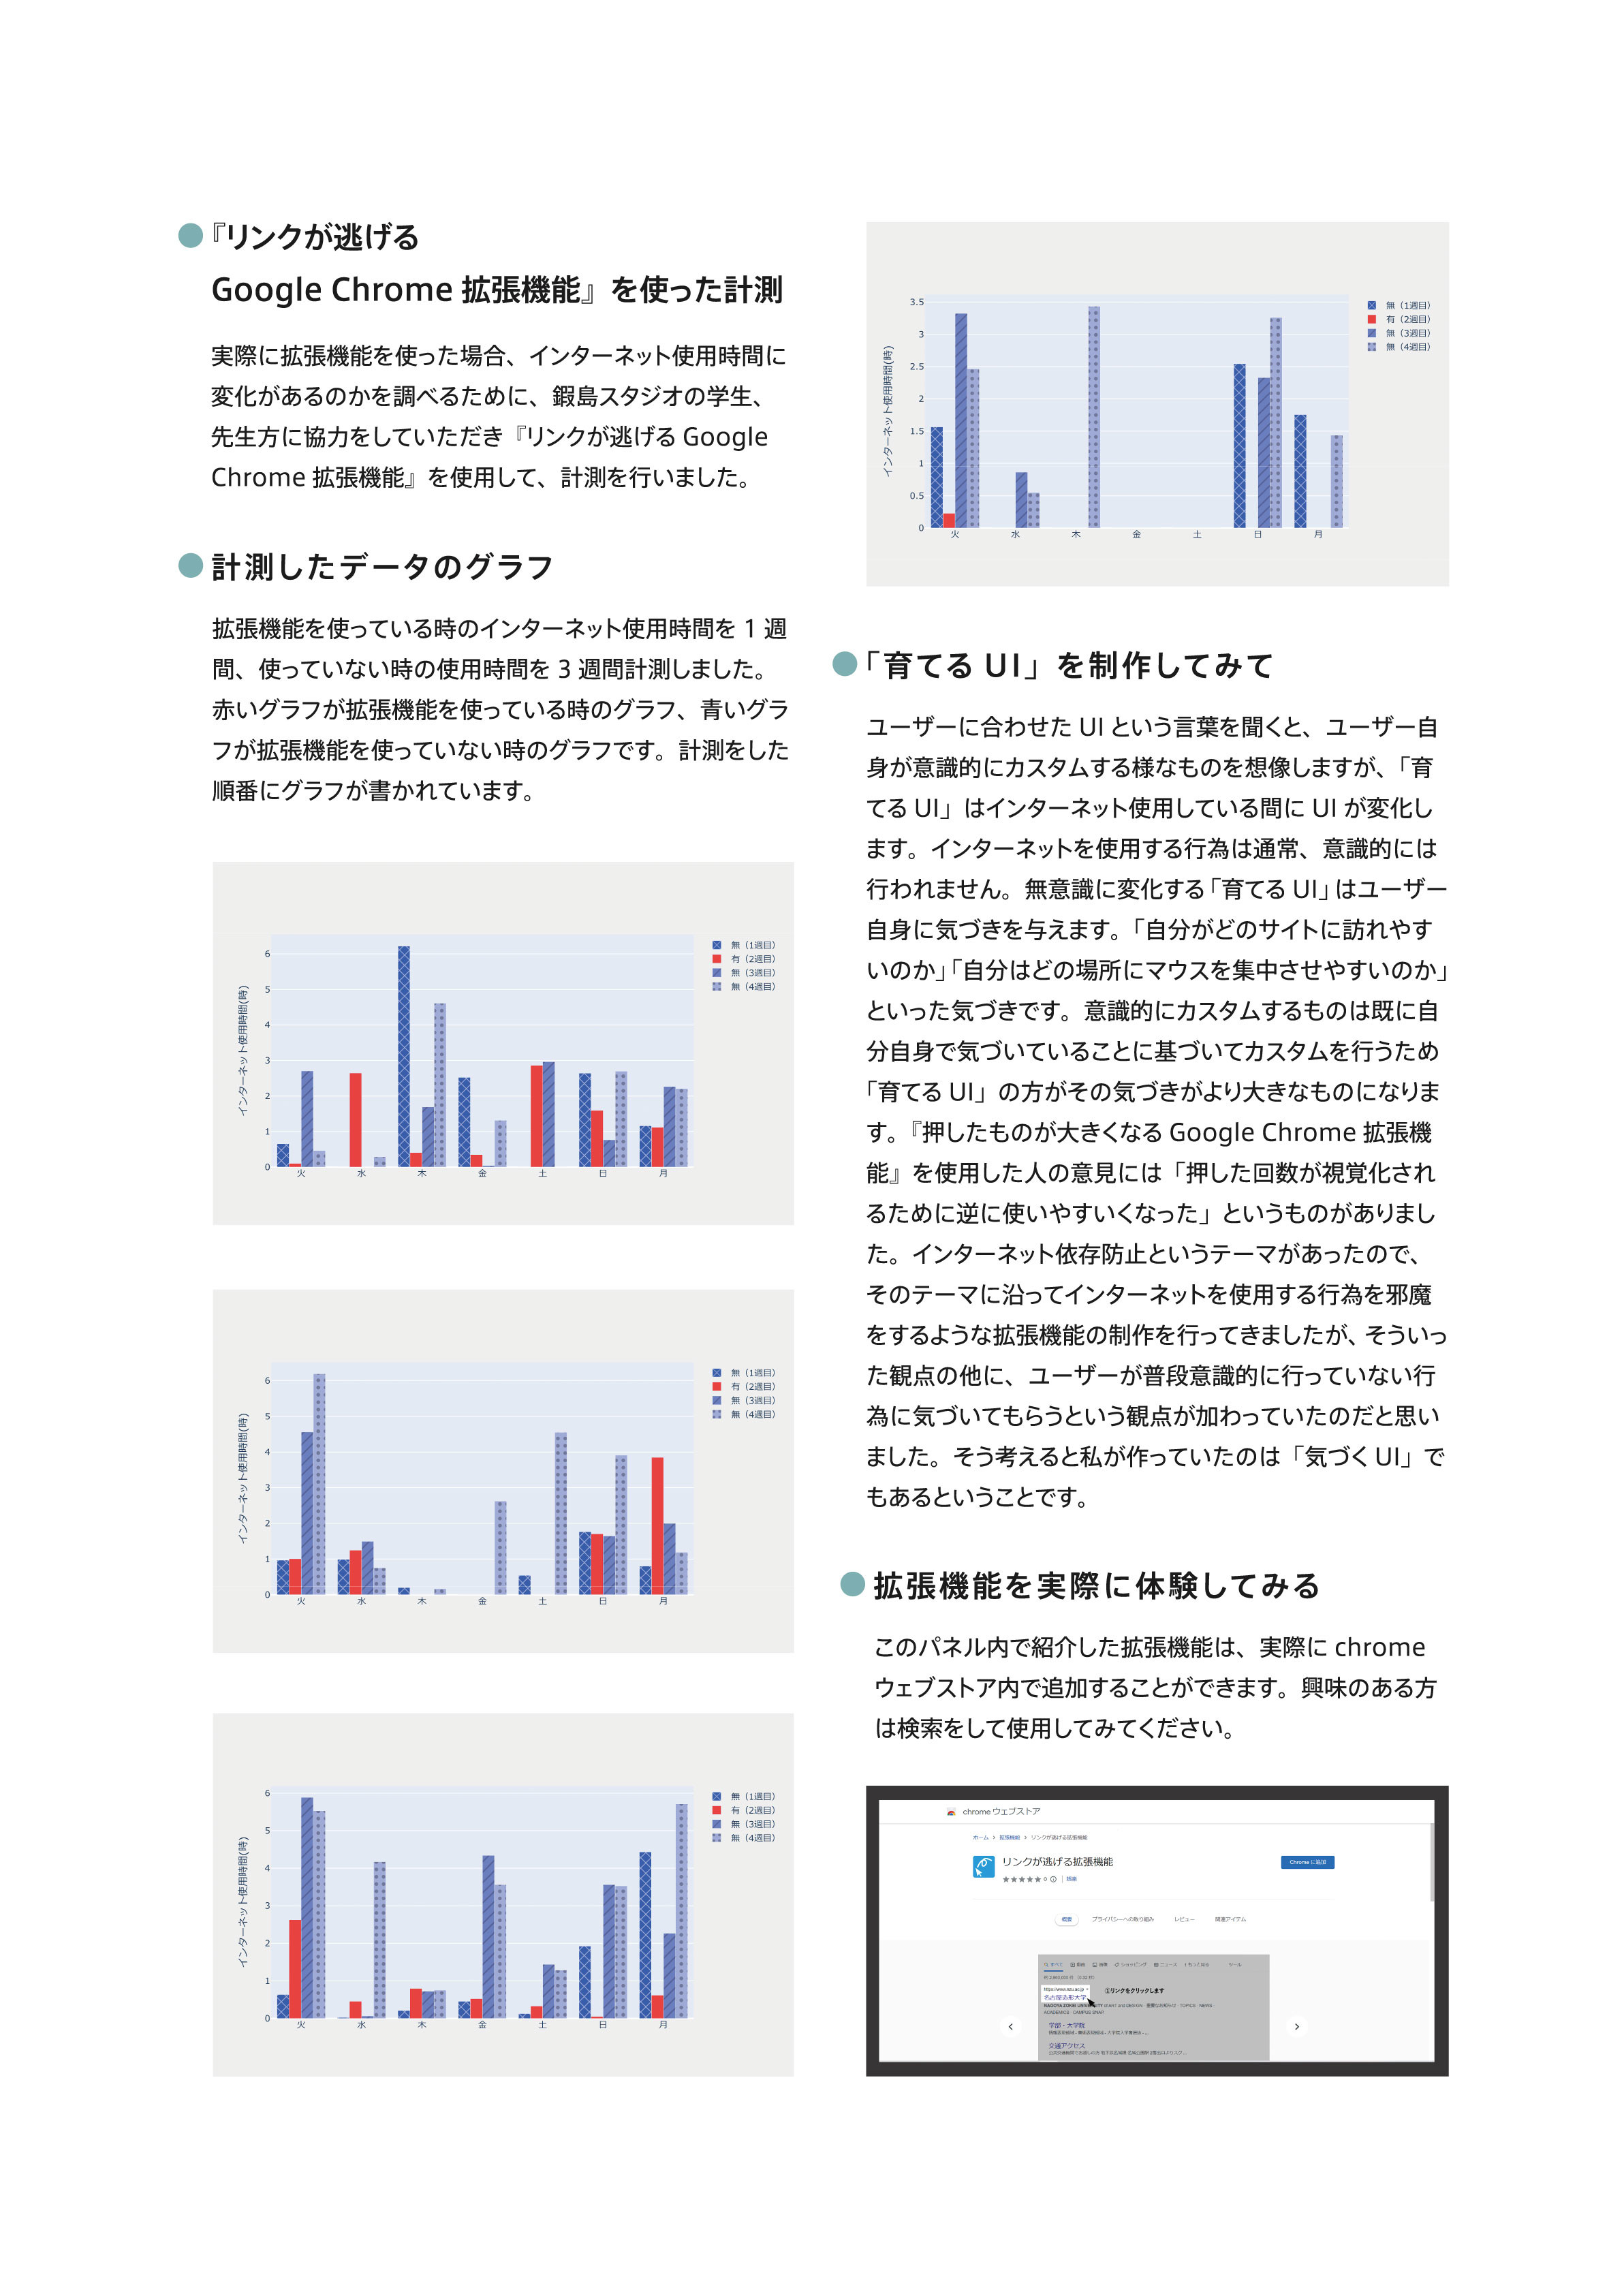 『リンクが逃げる
Google Chrome 拡張機能』を使った計測
実際に拡張機能を使った場合、インターネット使用時間に
変化があるのかを調べるために、鍜島スタジオの学生、
先生方に協力をしていただき『リンクが逃げる Google
Chrome 拡張機能』を使用して、計測を行いました。
計測したデータのグラフ
拡張機能を使っている時のインターネット使用時間を 1 週
間、使っていない時の使用時間を 3 週間計測しました。
赤いグラフが拡張機能を使っている時のグラフ、青いグラ
フが拡張機能を使っていない時のグラフです。計測をした
順番にグラフが書かれています。
インターネット使用時間(時)
6
5
4
3
2
1
0
火 水 木 金 土 日 月
無（1週目）
有（2週目）
無（3週目）
無（4週目）
インターネット使用時間(時)
6
5
4
3
2
1
0
火 水 木 金 土 日 月
無（1週目）
有（2週目）
無（3週目）
無（4週目）
インターネット使用時間(時)
6
5
4
3
2
1
0
火 水 木 金 土 日 月
無（1週目）
有（2週目）
無（3週目）
無（4週目）
インターネット使用時間(時)
3.5
3
2.5
2
1.5
1
0.5
0
火 水 木 金 土 日 月
無（1週目）
有（2週目）
無（3週目）
無（4週目）
「育てる UI」を制作してみて
ユーザーに合わせた UI という言葉を聞くと、ユーザー自
身が意識的にカスタムする様なものを想像しますが、「育
てる UI」はインターネット使用している間に UI が変化し
ます。インターネットを使用する行為は通常、意識的には
行われません。無意識に変化する「育てる UI」はユーザー
自身に気づきを与えます。「自分がどのサイトに訪れやす
いのか」「自分はどの場所にマウスを集中させやすいのか」
といった気づきです。意識的にカスタムするものは既に自
分自身で気づいていることに基づいてカスタムを行うため
「育てる UI」の方がその気づきがより大きなものになりま
す。『押したものが大きくなる Google Chrome 拡張機
能』を使用した人の意見には「押した回数が視覚化され
るために逆に使いやすいくなった」というものがありまし
た。インターネット依存防止というテーマがあったので、
そのテーマに沿ってインターネットを使用する行為を邪魔
をするような拡張機能の制作を行ってきましたが、そういっ
た観点の他に、ユーザーが普段意識的に行っていない行
為に気づいてもらうという観点が加わっていたのだと思い
ました。そう考えると私が作っていたのは「気づく UI」で
もあるということです。
拡張機能を実際に体験してみる
このパネル内で紹介した拡張機能は、実際に chrome
ウェブストア内で追加することができます。興味のある方
は検索をして使用してみてください。
chrome ウェブストア
ホーム > 拡張機能 > リンクが逃げる拡張機能
リンクが逃げる拡張機能
Chrome に追加
★★★★★ 0
概要 プライバシーへの取り組み レビュー 関連アイテム
ショッピング ニュース ツール
①リンクをクリックします
名古屋造形大学
学部・大学院
交通アクセス